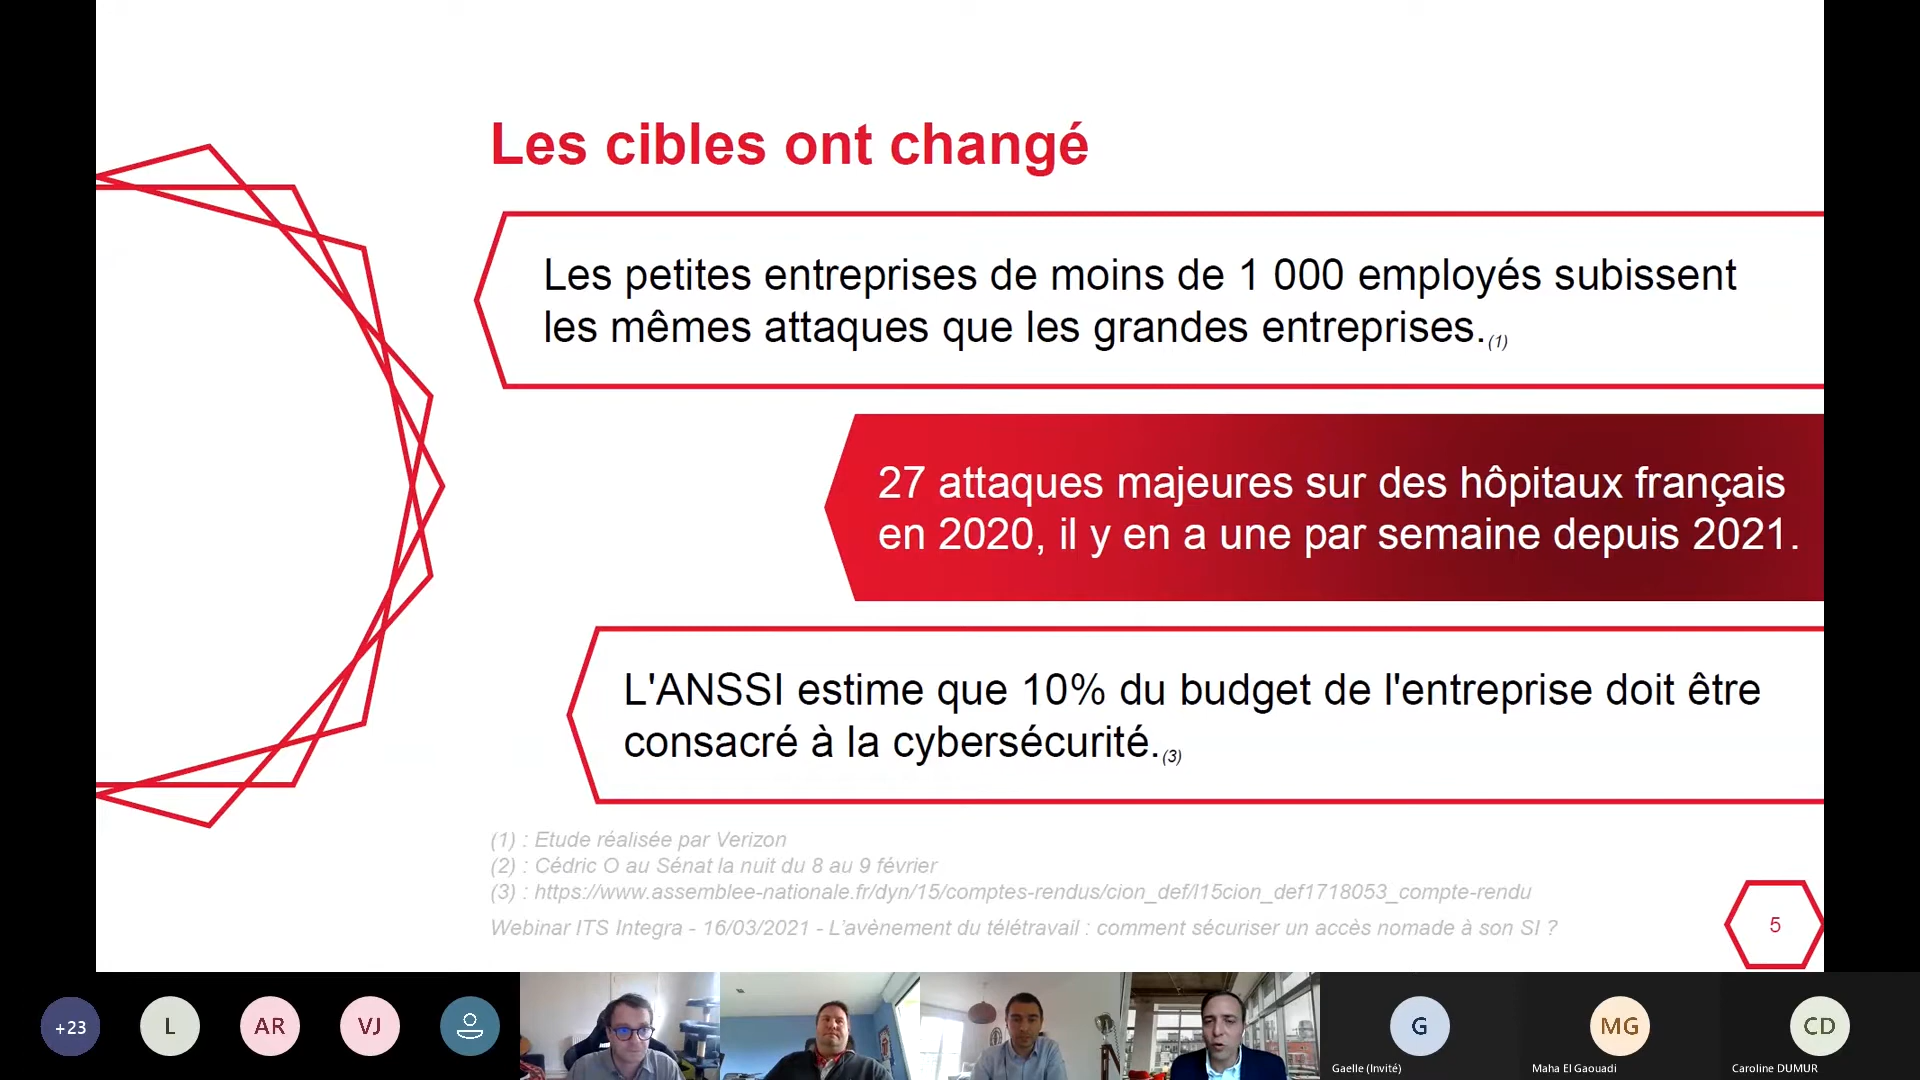 Les cibles ont changé
Les petites entreprises de moins de 1 000 employés subissent
les mêmes attaques que les grandes entreprises.(1)
27 attaques majeures sur des hôpitaux français
en 2020, il y en a une par semaine depuis 2021.
L'ANSSI estime que 10% du budget de l'entreprise doit être
consacré à la cybersécurité.(3)
(1) : Etude réalisée par Verizon
(2) : Cédric O au Sénat la nuit du 8 au 9 février
(3) : https://www.assemblee-nationale.fr/dyn/15/comptes-rendus/cion_def/l15cion_def1718053_compte-rendu
Webinar ITS Integra - 16/03/2021 - L'avènement du télétravail : comment sécuriser un accès nomade à son SI ?
5
+23
L
AR
VJ
G
MG
CD
Gaelle (Invité)
Maha El Gaouadi
Caroline DUMUR